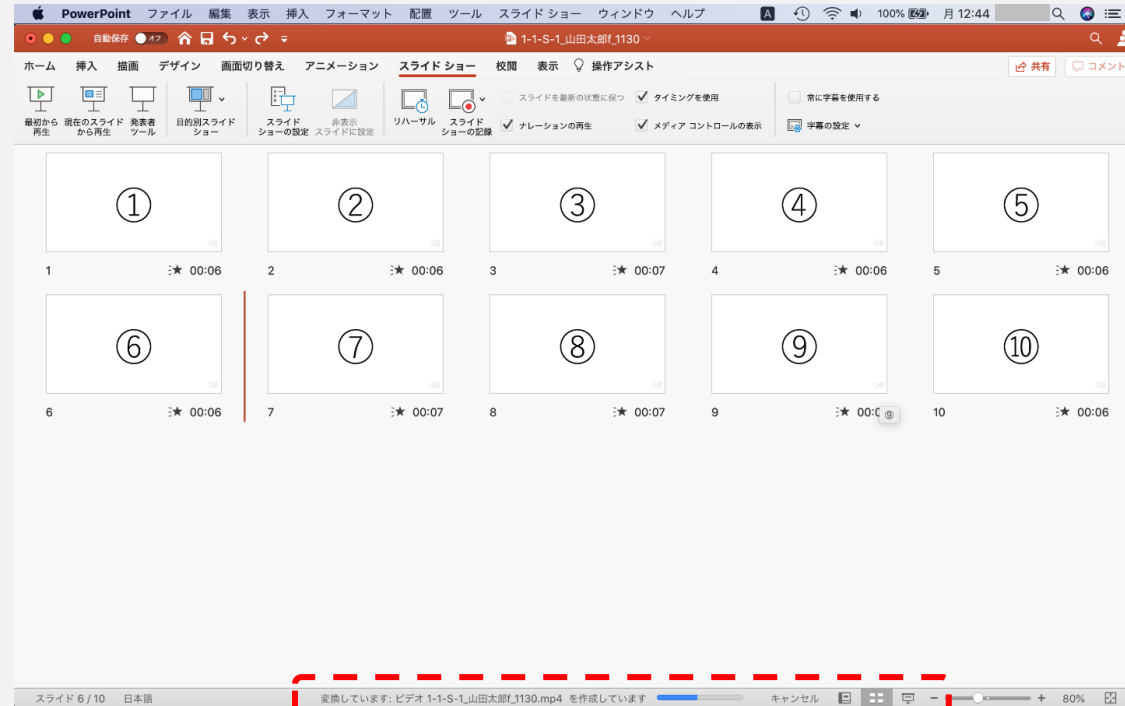 PowerPoint ファイル 編集 表示 挿入 フォーマット 配置 ツール スライド ショー ウィンドウ ヘルプ A 100% 月 12:44
自動保存 オフ 1-1-S-1_山田太郎f_1130
ホーム 挿入 描画 デザイン 画面切り替え アニメーション スライド ショー 校閲 表示 操作アシスト 共有 コメント
最初から再生
現在のスライドから再生
発表者ツール
目的別スライドショー
スライドショーの設定
非表示スライドに設定
リハーサル
スライドショーの記録
スライドを最新の状態に保つ
タイミングを使用
ナレーションの再生
メディア コントロールの表示
常に字幕を使用する
字幕の設定
① ② ③ ④ ⑤
1 00:06 2 00:06 3 00:07 4 00:06 5 00:06
⑥ ⑦ ⑧ ⑨ ⑩
6 00:06 7 00:07 8 00:07 9 ⑨ 10 00:06
スライド 6 / 10 日本語 変換しています: ビデオ 1-1-S-1_山田太郎f_1130.mp4 を作成しています キャンセル 80%